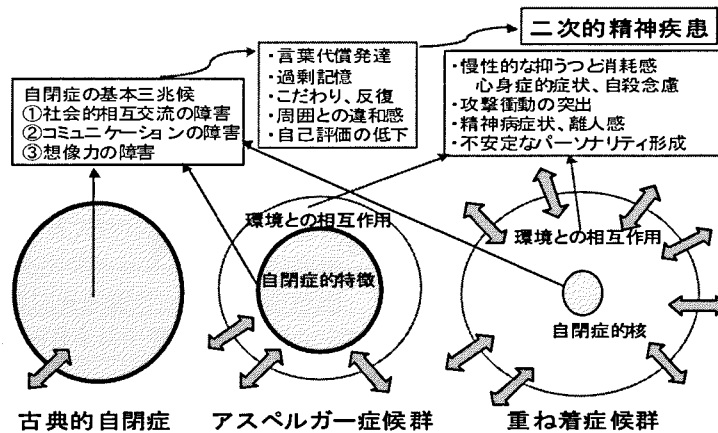 二次的精神疾患
・言葉代償発達
・過剰記憶
・こだわり、反復
・周囲との違和感
・自己評価の低下
・慢性的な抑うつと消耗感
心身症的症状、自殺念慮
・攻撃衝動の突出
・精神病症状、離人感
・不安定なパーソナリティ形成
自閉症の基本三兆候
①社会的相互交流の障害
②コミュニケーションの障害
③想像力の障害
環境との相互作用
自閉症的特徴
環境との相互作用
自閉症的核
古典的自閉症
アスペルガー症候群
重ね着症候群